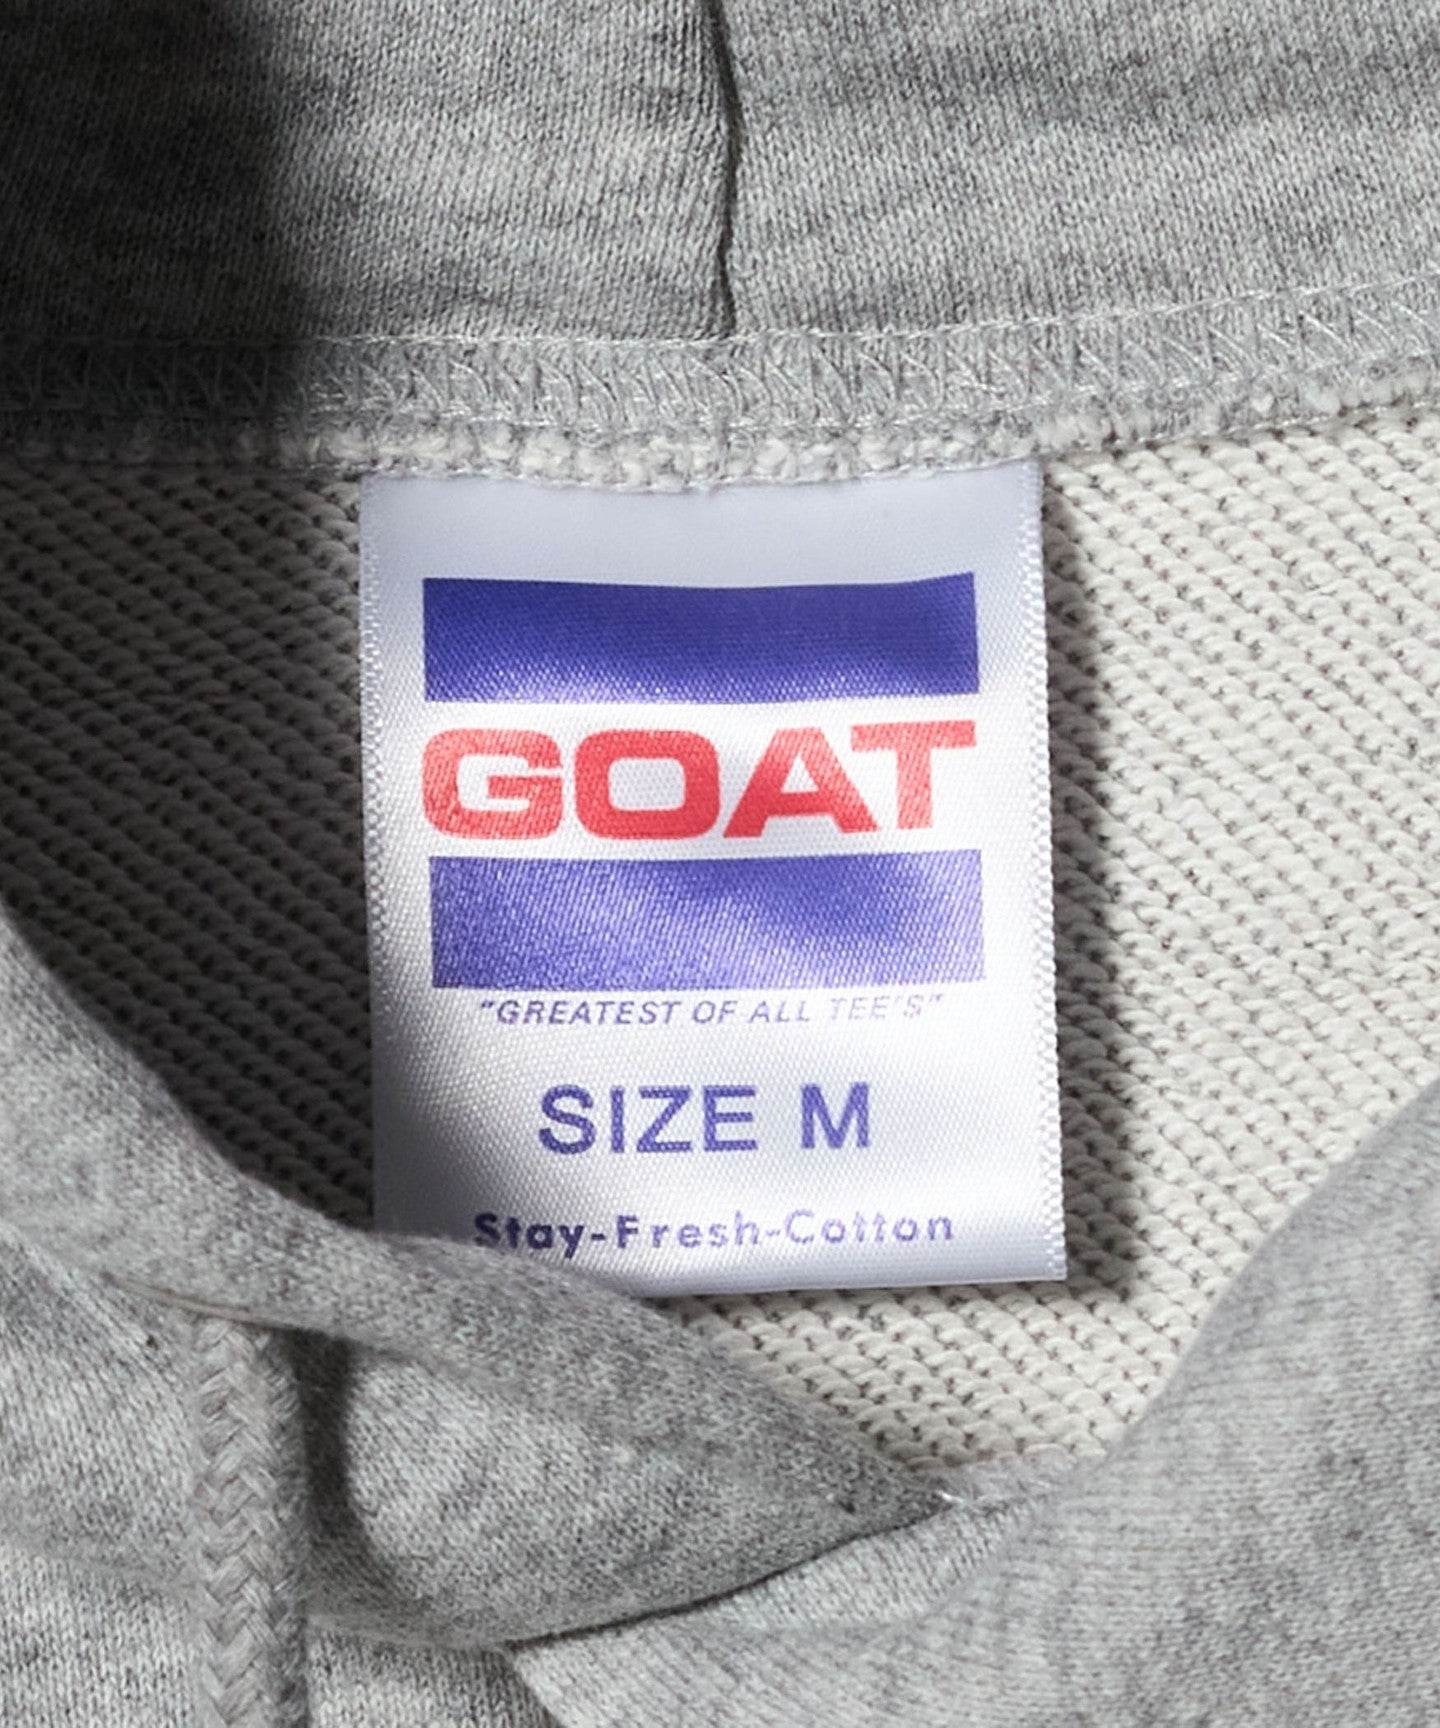 GOAT
"GREATEST OF ALL TEE'S"
SIZE M
Stay-Fresh-Cotton